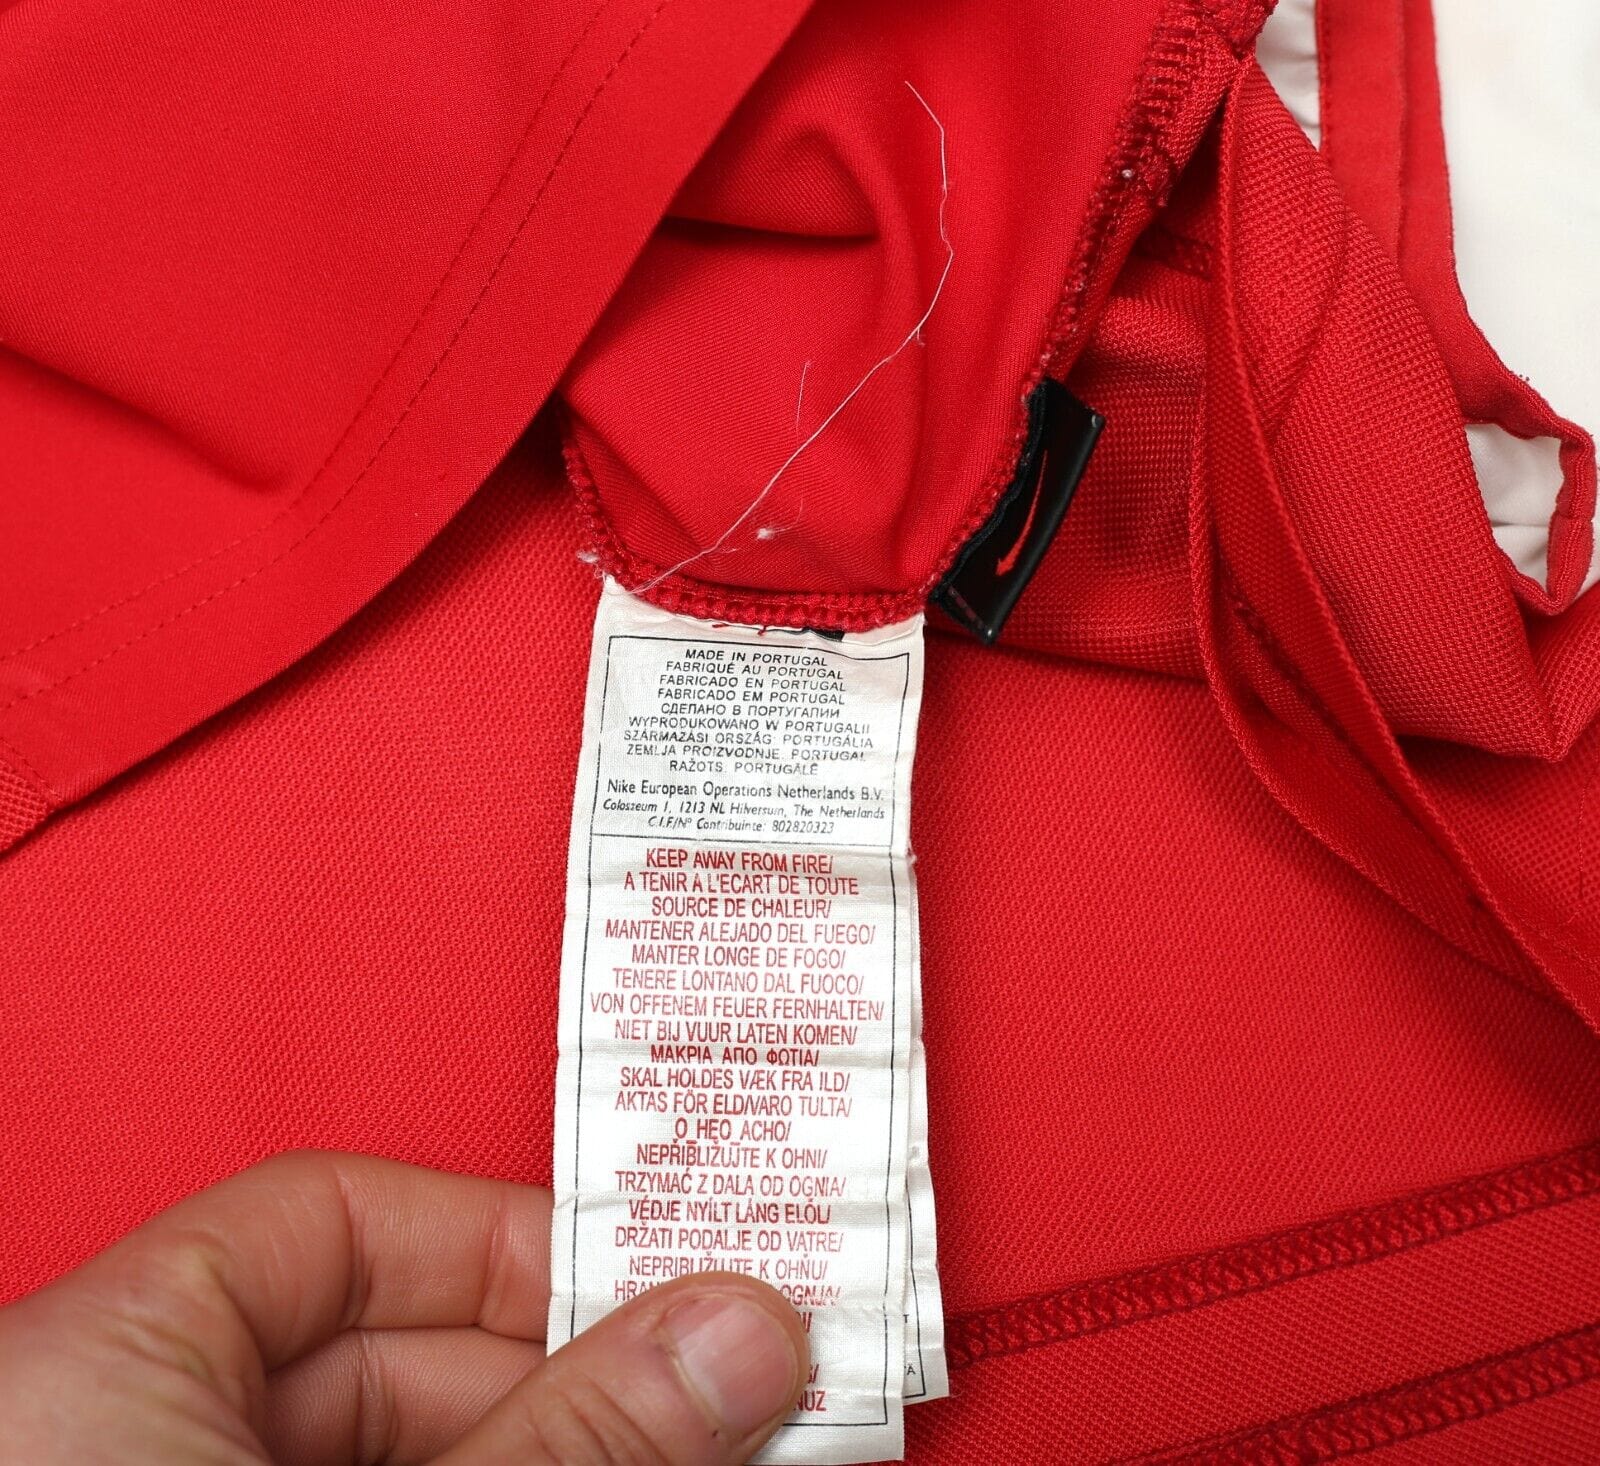 MADE IN PORTUGAL
FABRIQUÉ AU PORTUGAL
FABRICADO EN PORTUGAL
FABRICADO EM PORTUGAL
СДЕЛАНО В ПОРТУГАЛИИ
WYPRODUKOWANO W PORTUGALII
SZÁRMAZÁSI ORSZÁG: PORTUGÁLIA
ZEMLJA PROIZVODNJE: PORTUGAL
RAŽOTS: PORTUGĀLĒ
Nike European Operations Netherlands B.V.
Colosseum 1, 1213 NL Hilversum, The Netherlands
C.I.F./Nº Contribuinte: 802820323
KEEP AWAY FROM FIRE/
A TENIR A L'ECART DE TOUTE
SOURCE DE CHALEUR/
MANTENER ALEJADO DEL FUEGO/
MANTER LONGE DE FOGO/
TENERE LONTANO DAL FUOCO/
VON OFFENEM FEUER FERNHALTEN/
NIET BIJ VUUR LATEN KOMEN/
ΜΑΚΡΙΑ ΑΠΟ ΦΩΤΙΑ/
SKAL HOLDES VÆK FRA ILD/
AKTAS FÖR ELD/VARO TULTA/
NEPŘIBLIŽUJTE K OHNI/
TRZYMAĆ Z DALA OD OGNIA/
VÉDJE NYÍLT LÁNG ELŐL/
DRŽATI PODALJE OD VATRE/
NEPRIBLIŽUJTE K OHŇU/